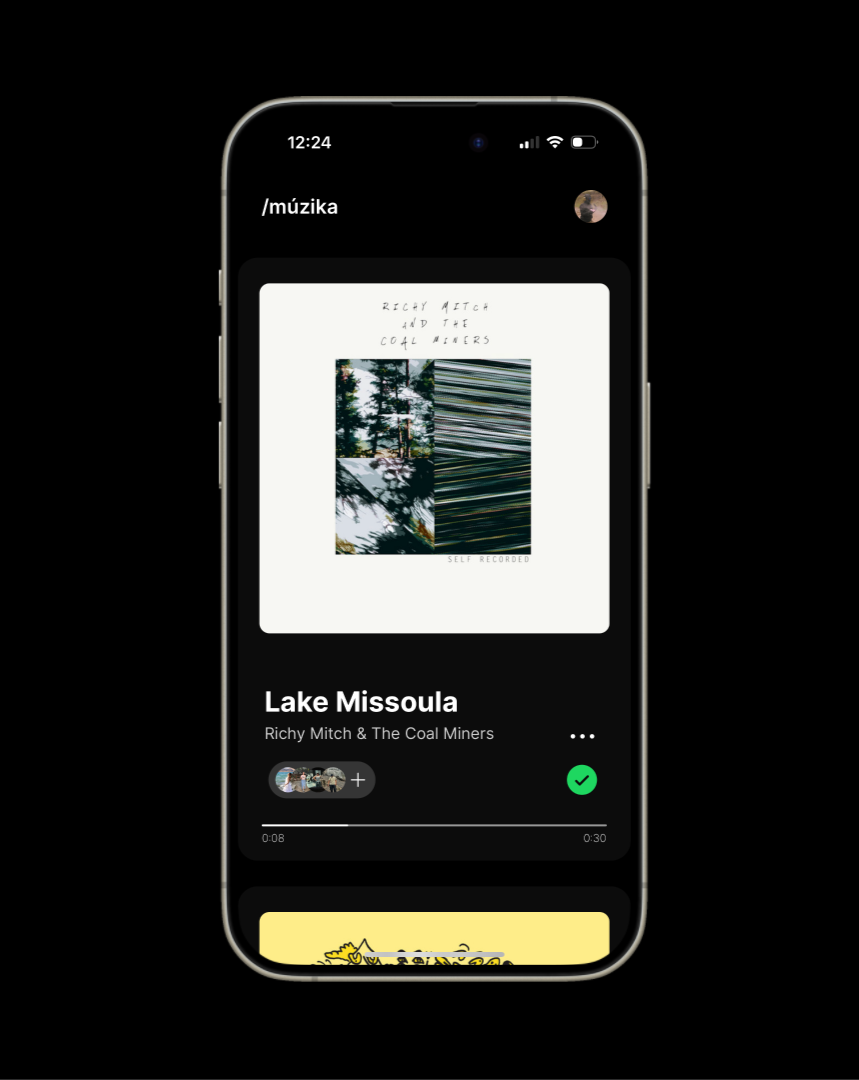 12:24
/múzika
RICHY MITCH
AND THE
COAL MINERS
SELF RECORDED
Lake Missoula
Richy Mitch & The Coal Miners
0:08
0:30